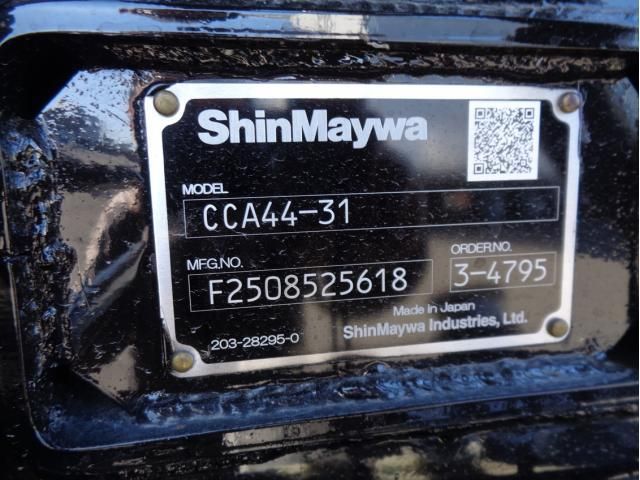 ShinMaywa
MODEL
CCA44-31
MFG.NO.
F2508525618
ORDER.NO.
3-4795
Made in Japan
203-28295-0
ShinMaywa Industries, Ltd.